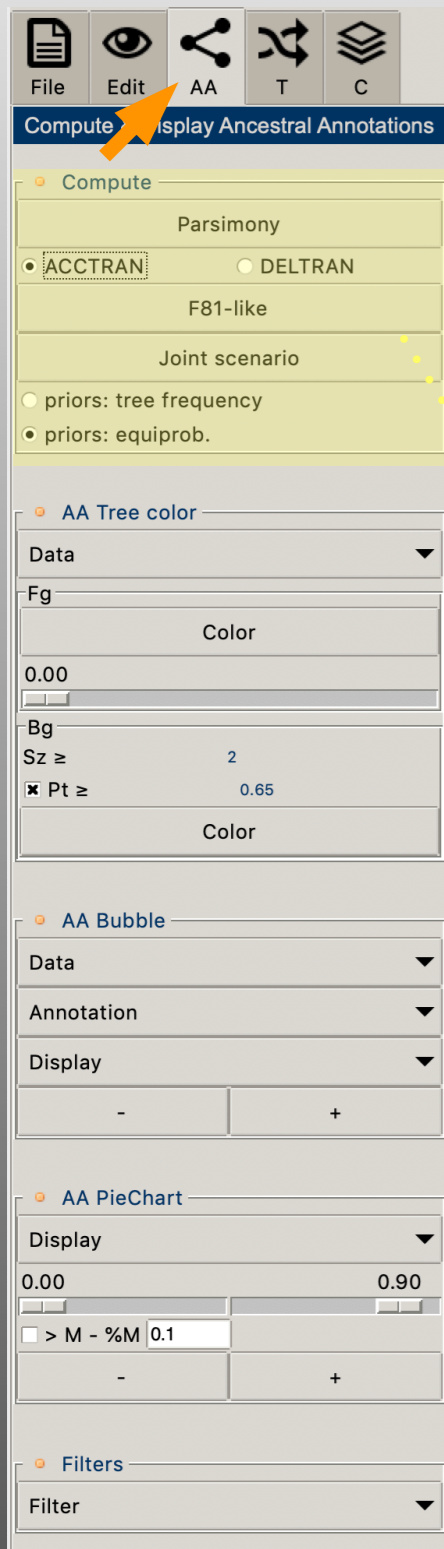 File Edit AA T C
Compute & Display Ancestral Annotations
Compute
Parsimony
ACCTRAN DELTRAN
F81-like
Joint scenario
priors: tree frequency
priors: equiprob.
AA Tree color
Data
Fg
Color
0.00
Bg
Sz ≥ 2
Pt ≥ 0.65
Color
AA Bubble
Data
Annotation
Display
- +
AA PieChart
Display
0.00 0.90
> M - %M 0.1
- +
Filters
Filter